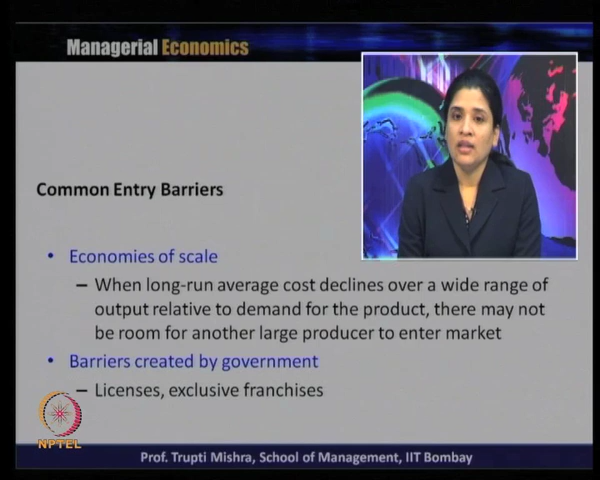 Managerial Economics
Common Entry Barriers
• Economies of scale
– When long-run average cost declines over a wide range of
output relative to demand for the product, there may not
be room for another large producer to enter market
• Barriers created by government
– Licenses, exclusive franchises
NPTEL
Prof. Trupti Mishra, School of Management, IIT Bombay